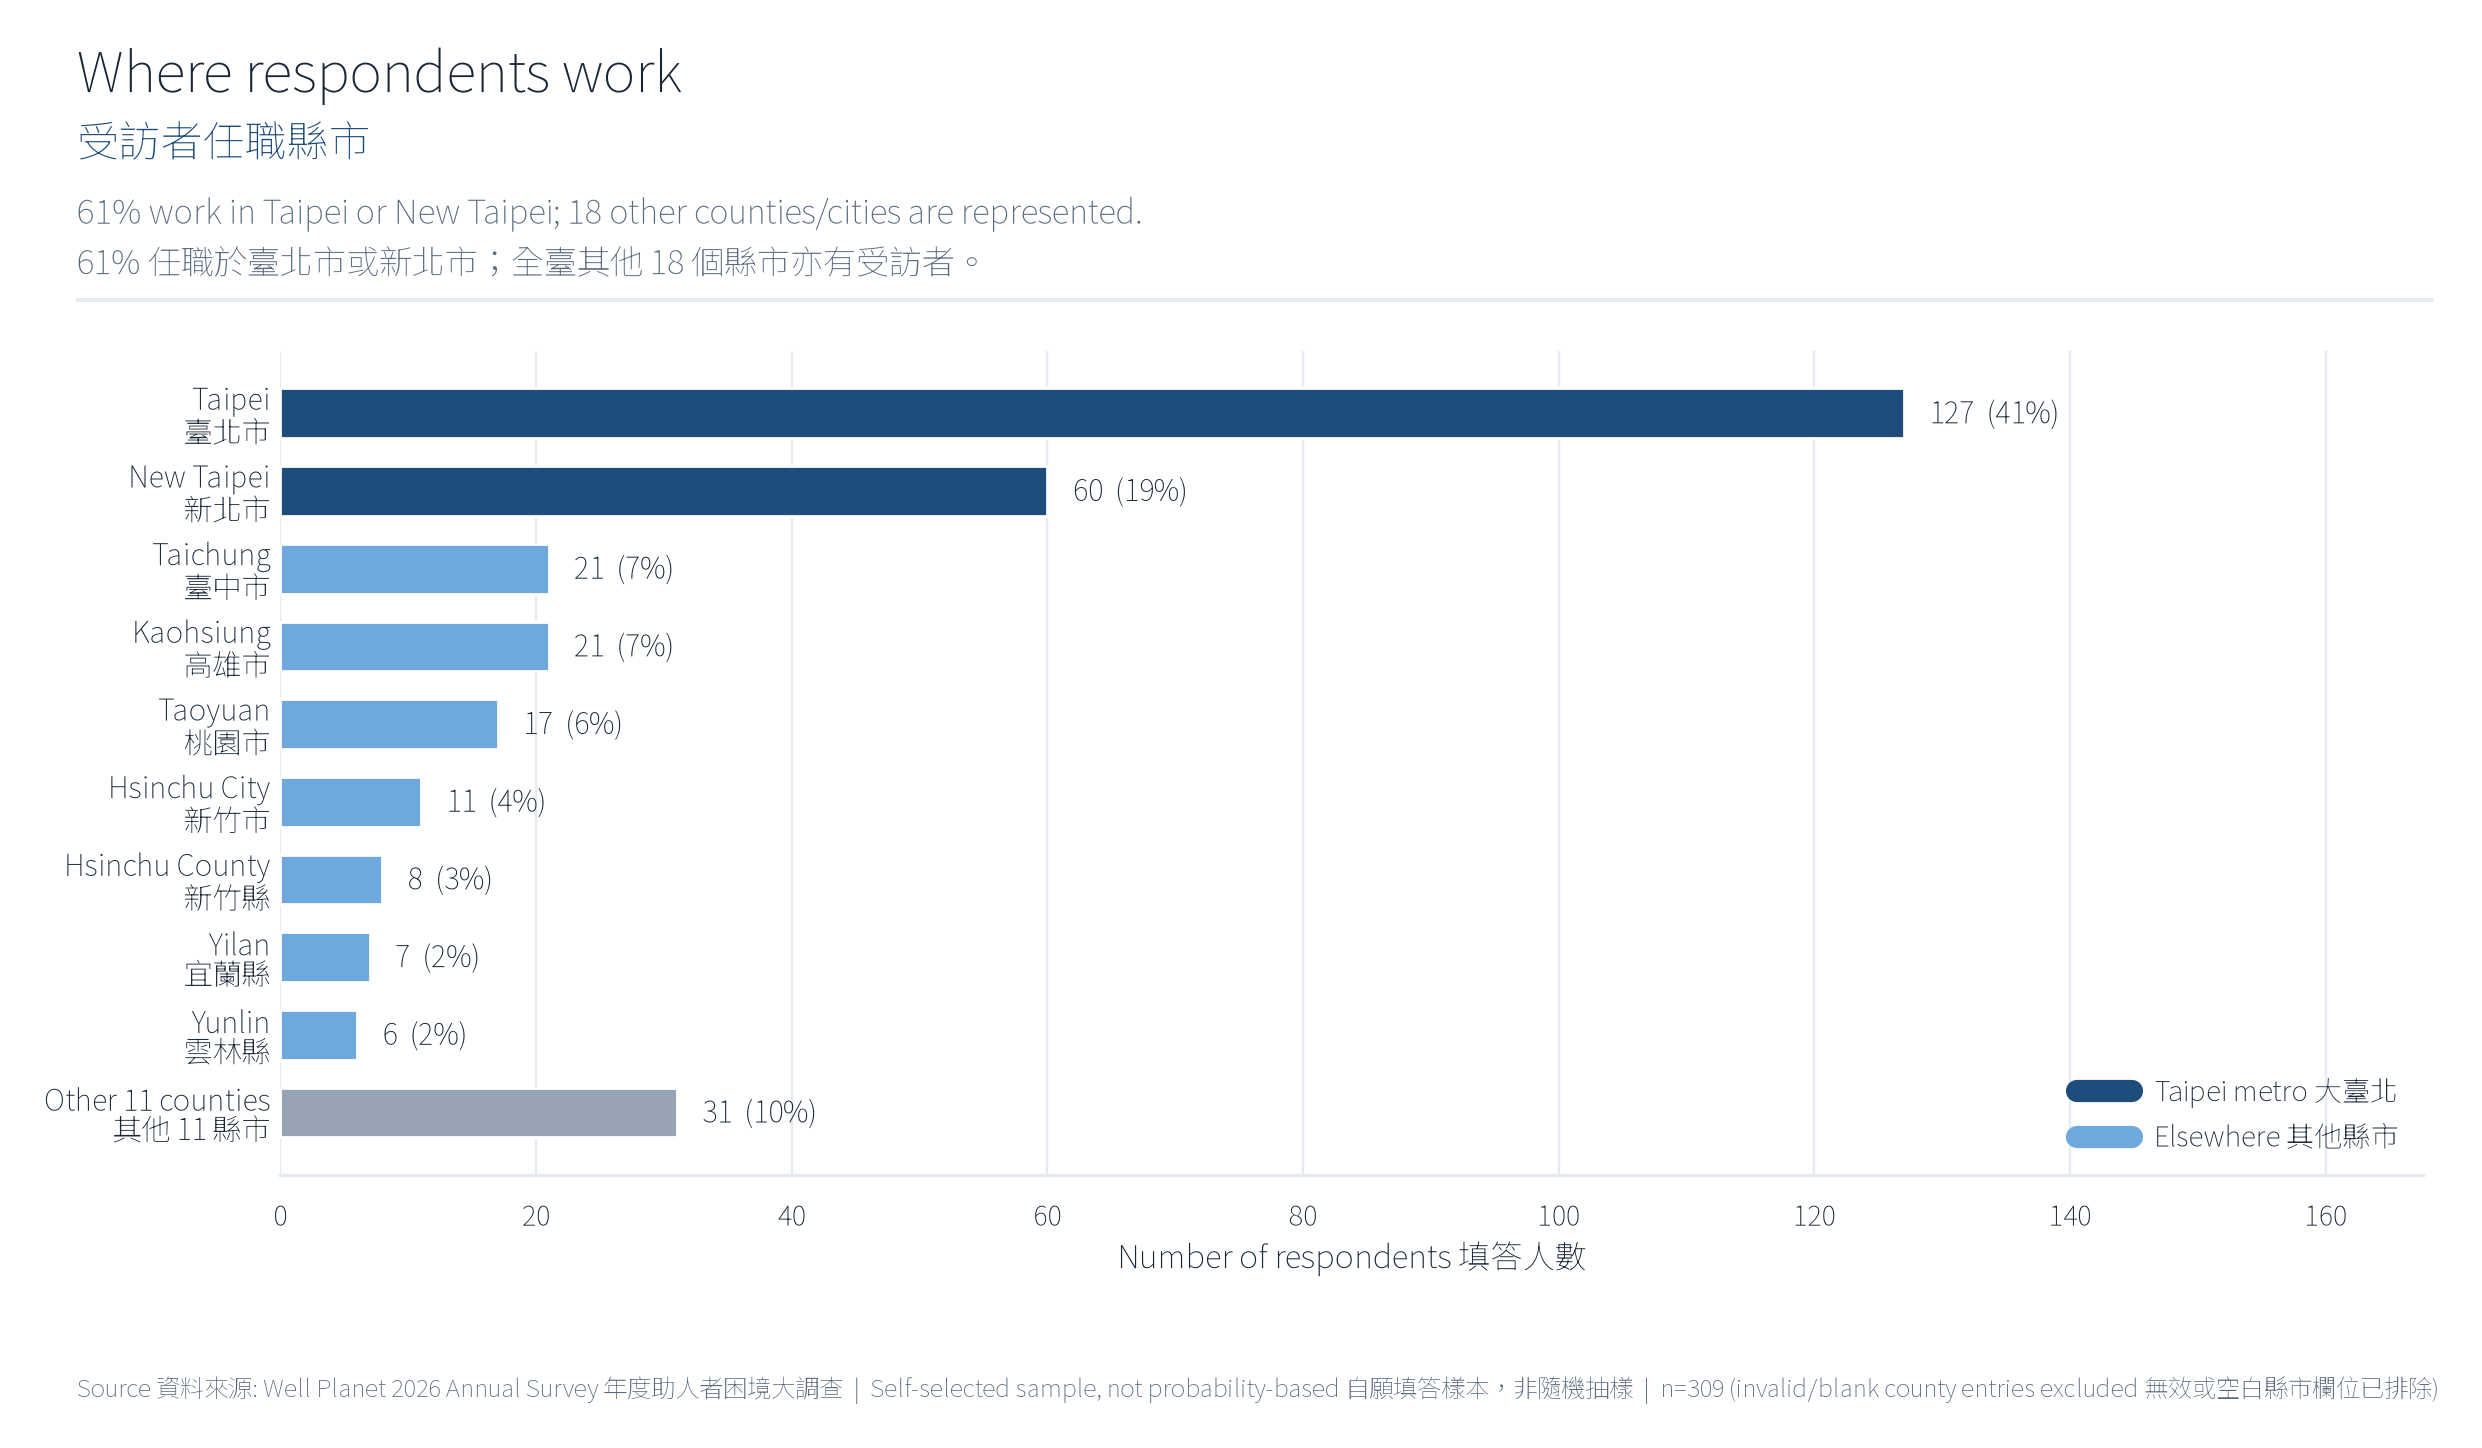 Where respondents work
受訪者任職縣市
61% work in Taipei or New Taipei; 18 other counties/cities are represented.
61% 任職於臺北市或新北市；全臺其他 18 個縣市亦有受訪者。
Taipei
臺北市
127 (41%)
New Taipei
新北市
60 (19%)
Taichung
臺中市
21 (7%)
Kaohsiung
高雄市
21 (7%)
Taoyuan
桃園市
17 (6%)
Hsinchu City
新竹市
11 (4%)
Hsinchu County
新竹縣
8 (3%)
Yilan
宜蘭縣
7 (2%)
Yunlin
雲林縣
6 (2%)
Other 11 counties
其他 11 縣市
31 (10%)
Taipei metro 大臺北
Elsewhere 其他縣市
0 20 40 60 80 100 120 140 160
Number of respondents 填答人數
Source 資料來源: Well Planet 2026 Annual Survey 年度助人者困境大調查 | Self-selected sample, not probability-based 自願填答樣本，非隨機抽樣 | n=309 (invalid/blank county entries excluded 無效或空白縣市欄位已排除)